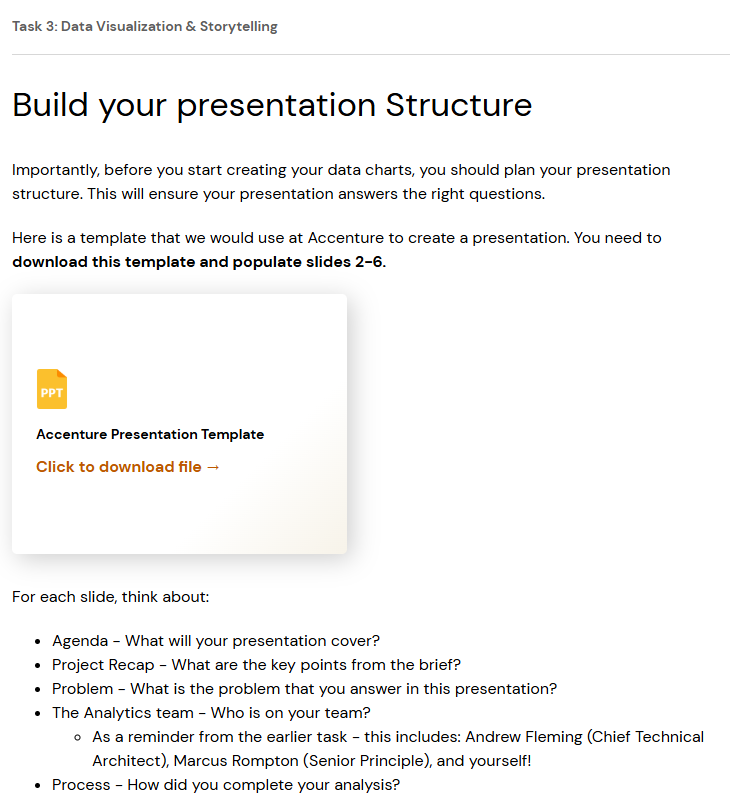 Task 3: Data Visualization & Storytelling
Build your presentation Structure
Importantly, before you start creating your data charts, you should plan your presentation
structure. This will ensure your presentation answers the right questions.
Here is a template that we would use at Accenture to create a presentation. You need to
download this template and populate slides 2-6.
PPT
Accenture Presentation Template
Click to download file →
For each slide, think about:
• Agenda - What will your presentation cover?
• Project Recap - What are the key points from the brief?
• Problem - What is the problem that you answer in this presentation?
• The Analytics team - Who is on your team?
◦ As a reminder from the earlier task - this includes: Andrew Fleming (Chief Technical
Architect), Marcus Rompton (Senior Principle), and yourself!
• Process - How did you complete your analysis?